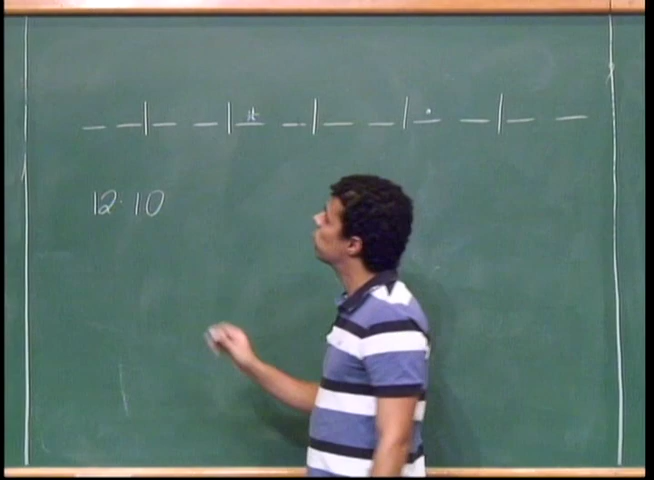 _ _ | _ _ | _ _ | _ _ | _ _ | _ _
12·10